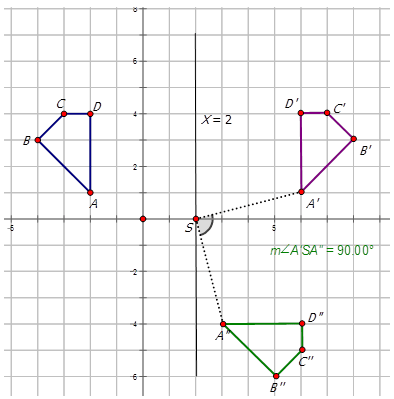 8
6
C D
D' C'
X = 2
4
B
B'
2
A
A'
-5
S
5
-2
m∠A'SA'' = 90.00°
-4
D''
A''
C''
-6
B''